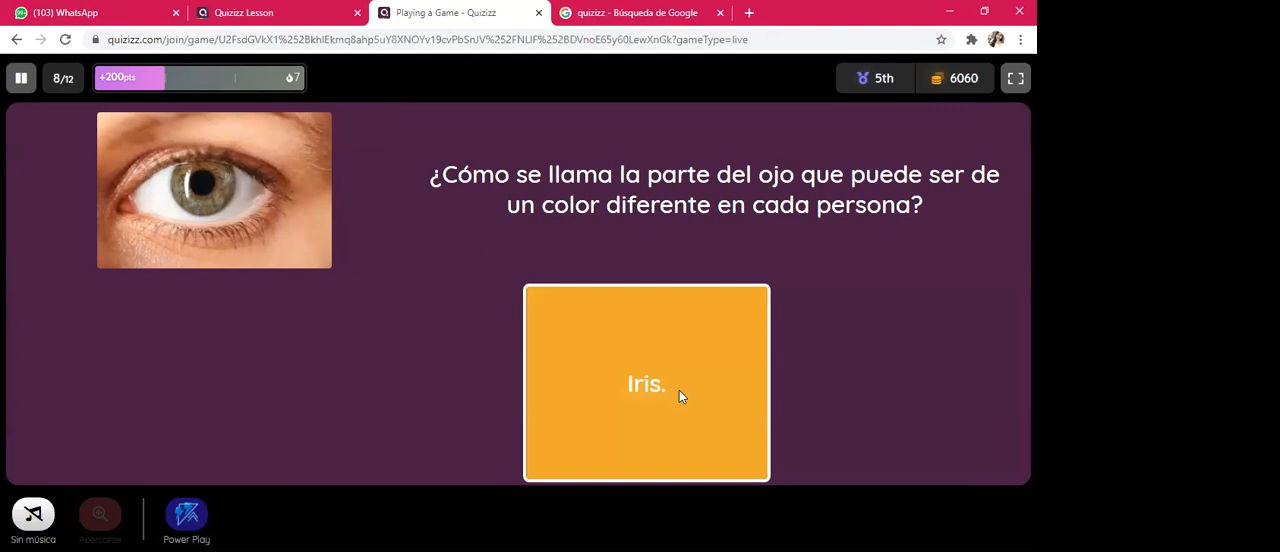 (103) WhatsApp
Quizizz Lesson
Playing a Game - Quizizz
quizizz - Búsqueda de Google
quizizz.com/join/game/U2FsdGVkX1%252BkhlEkmq8ahp5uY8XNOYv19cvPbSnJV%252FNLlF%252BDVnoE65y60LewXnGk?gameType=live
8/12
+200pts
7
5th
6060
¿Cómo se llama la parte del ojo que puede ser de
un color diferente en cada persona?
Iris.
Sin música
Acercarse
Power Play